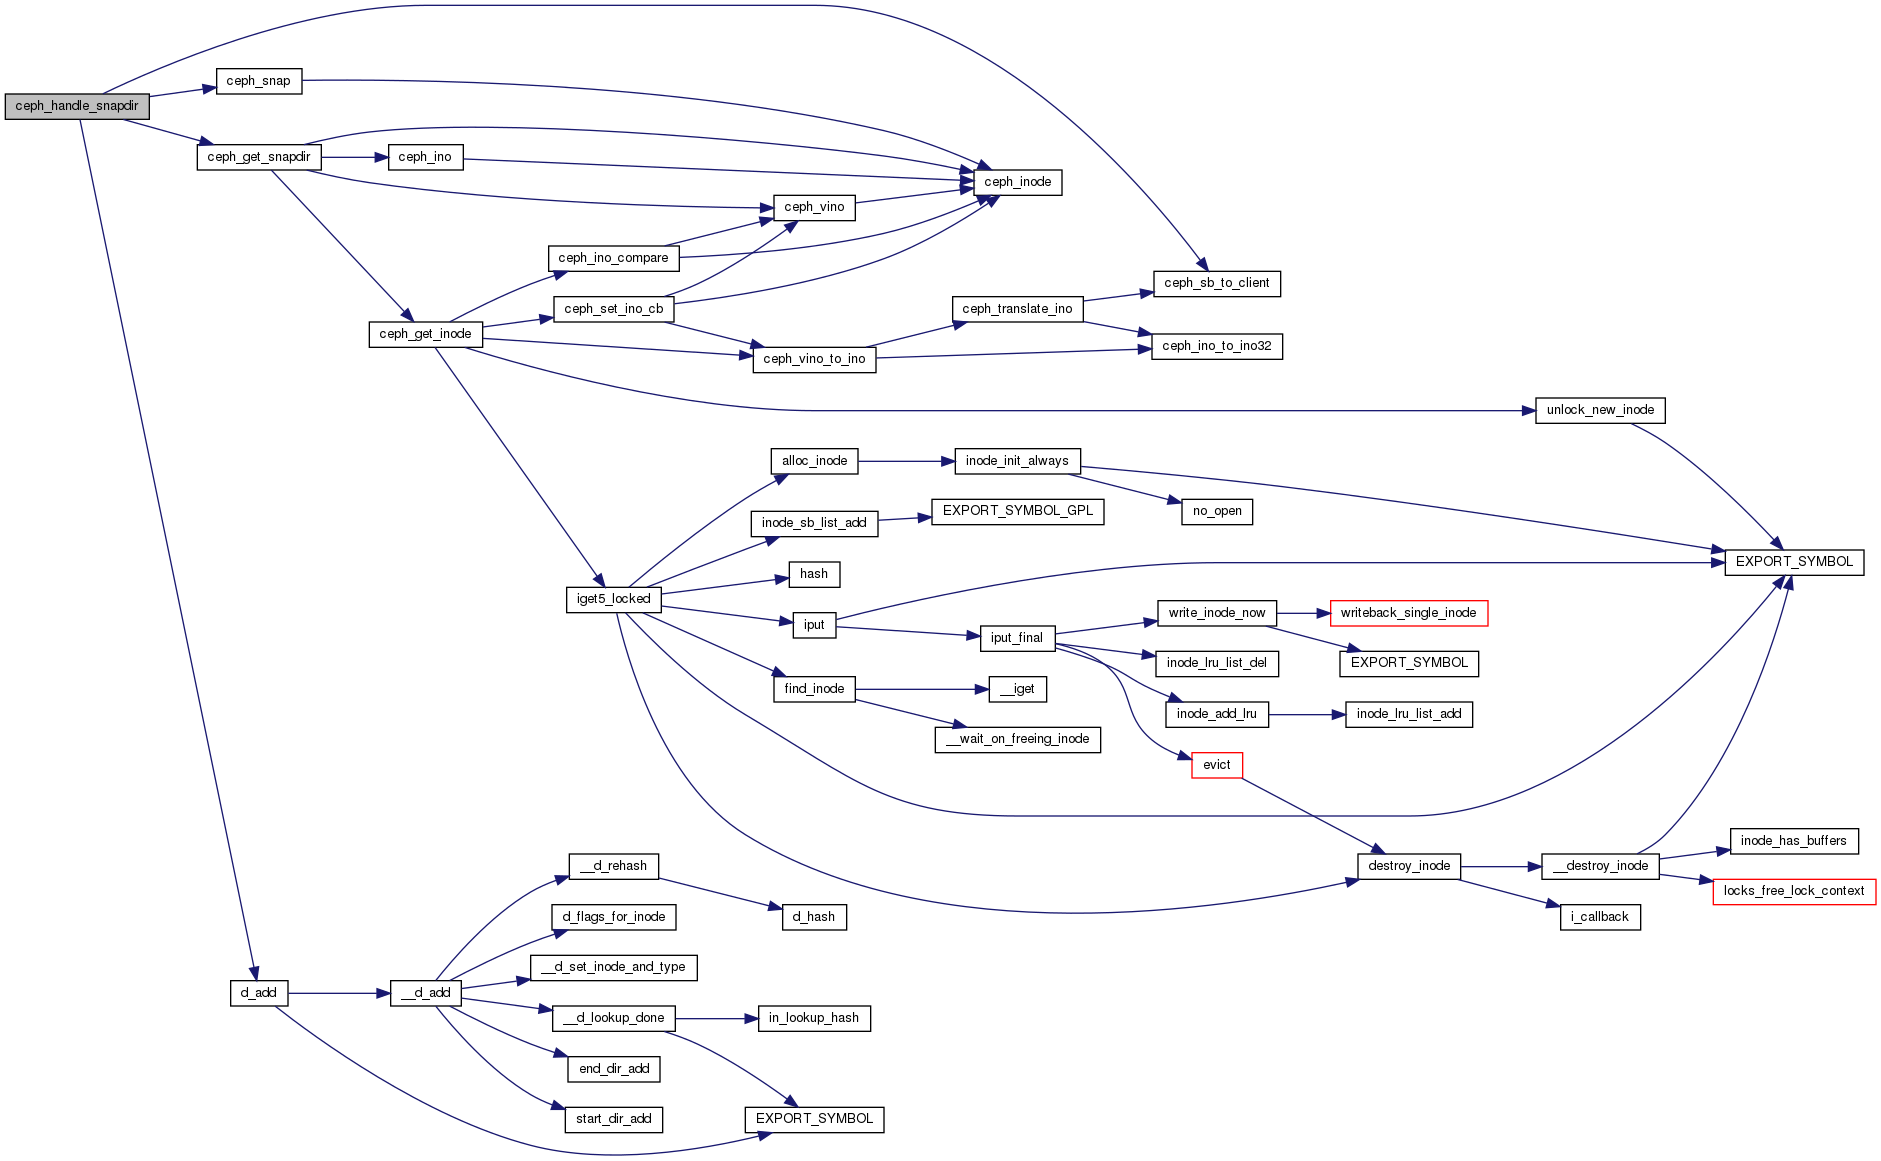 ceph_handle_snapdir
ceph_snap
ceph_get_snapdir
ceph_ino
ceph_inode
ceph_vino
ceph_ino_compare
ceph_set_ino_cb
ceph_get_inode
ceph_vino_to_ino
ceph_translate_ino
ceph_sb_to_client
ceph_ino_to_ino32
unlock_new_inode
alloc_inode
inode_init_always
inode_sb_list_add
EXPORT_SYMBOL_GPL
no_open
EXPORT_SYMBOL
hash
iget5_locked
iput
iput_final
write_inode_now
writeback_single_inode
inode_lru_list_del
EXPORT_SYMBOL
find_inode
__iget
inode_add_lru
inode_lru_list_add
__wait_on_freeing_inode
evict
destroy_inode
__destroy_inode
inode_has_buffers
locks_free_lock_context
i_callback
__d_rehash
d_hash
d_flags_for_inode
__d_set_inode_and_type
d_add
__d_add
__d_lookup_done
in_lookup_hash
end_dir_add
start_dir_add
EXPORT_SYMBOL